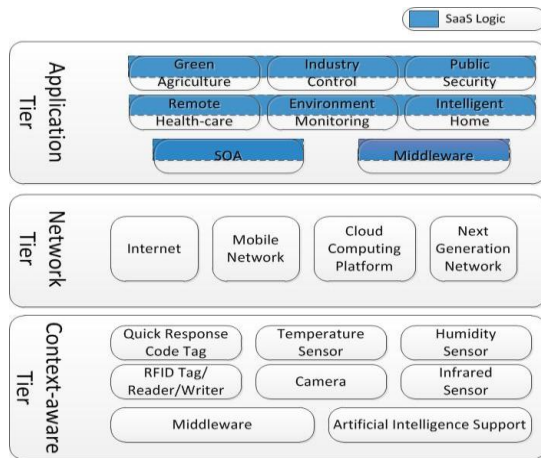 SaaS Logic
Application
Tier
Green
Agriculture
Industry
Control
Public
Security
Remote
Health-care
Environment
Monitoring
Intelligent
Home
SOA
Middleware
Network
Tier
Internet
Mobile
Network
Cloud
Computing
Platform
Next
Generation
Network
Context-aware
Tier
Quick Response
Code Tag
Temperature
Sensor
Humidity
Sensor
RFID Tag/
Reader/Writer
Camera
Infrared
Sensor
Middleware
Artificial Intelligence Support